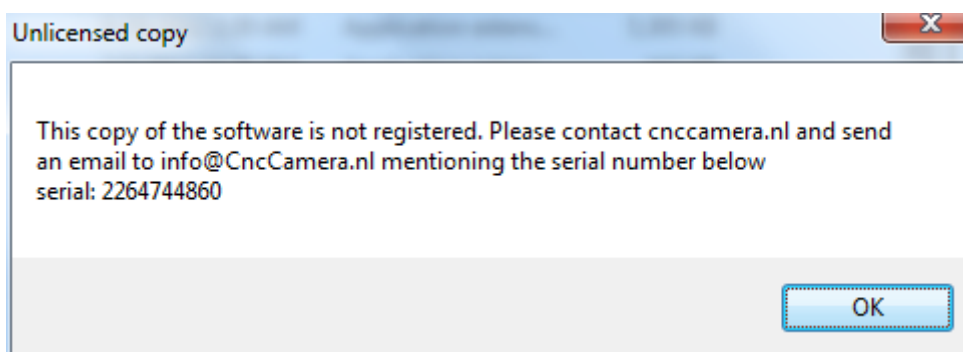 Unlicensed copy
This copy of the software is not registered. Please contact cnccamera.nl and send
an email to info@CncCamera.nl mentioning the serial number below
serial: 2264744860
OK